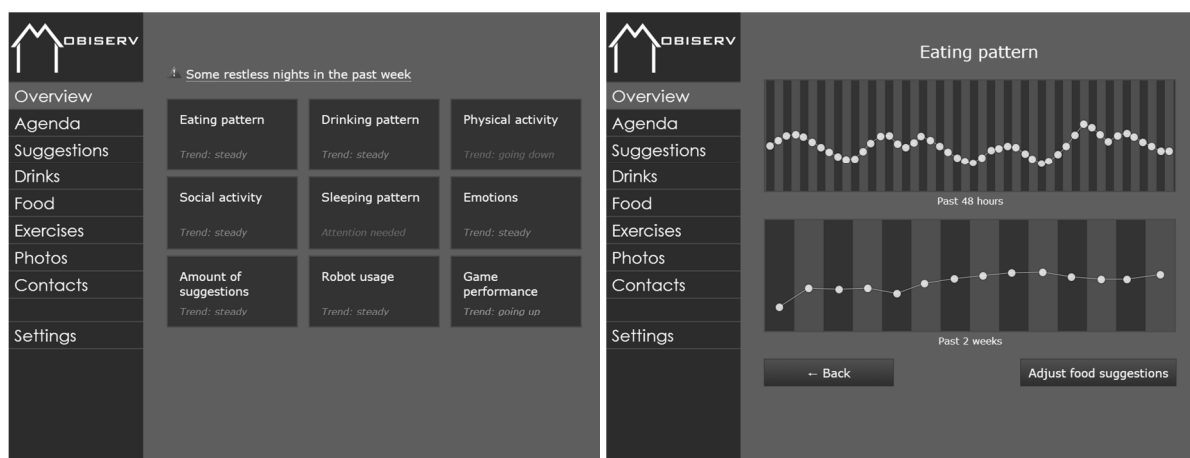 MOBISERV
Overview
Agenda
Suggestions
Drinks
Food
Exercises
Photos
Contacts
Settings
Some restless nights in the past week
Eating pattern
Trend: steady
Drinking pattern
Trend: steady
Physical activity
Trend: going down
Social activity
Trend: steady
Sleeping pattern
Attention needed
Emotions
Trend: steady
Amount of
suggestions
Trend: steady
Robot usage
Trend: steady
Game
performance
Trend: going up
MOBISERV
Overview
Agenda
Suggestions
Drinks
Food
Exercises
Photos
Contacts
Settings
Eating pattern
Past 48 hours
Past 2 weeks
← Back
Adjust food suggestions